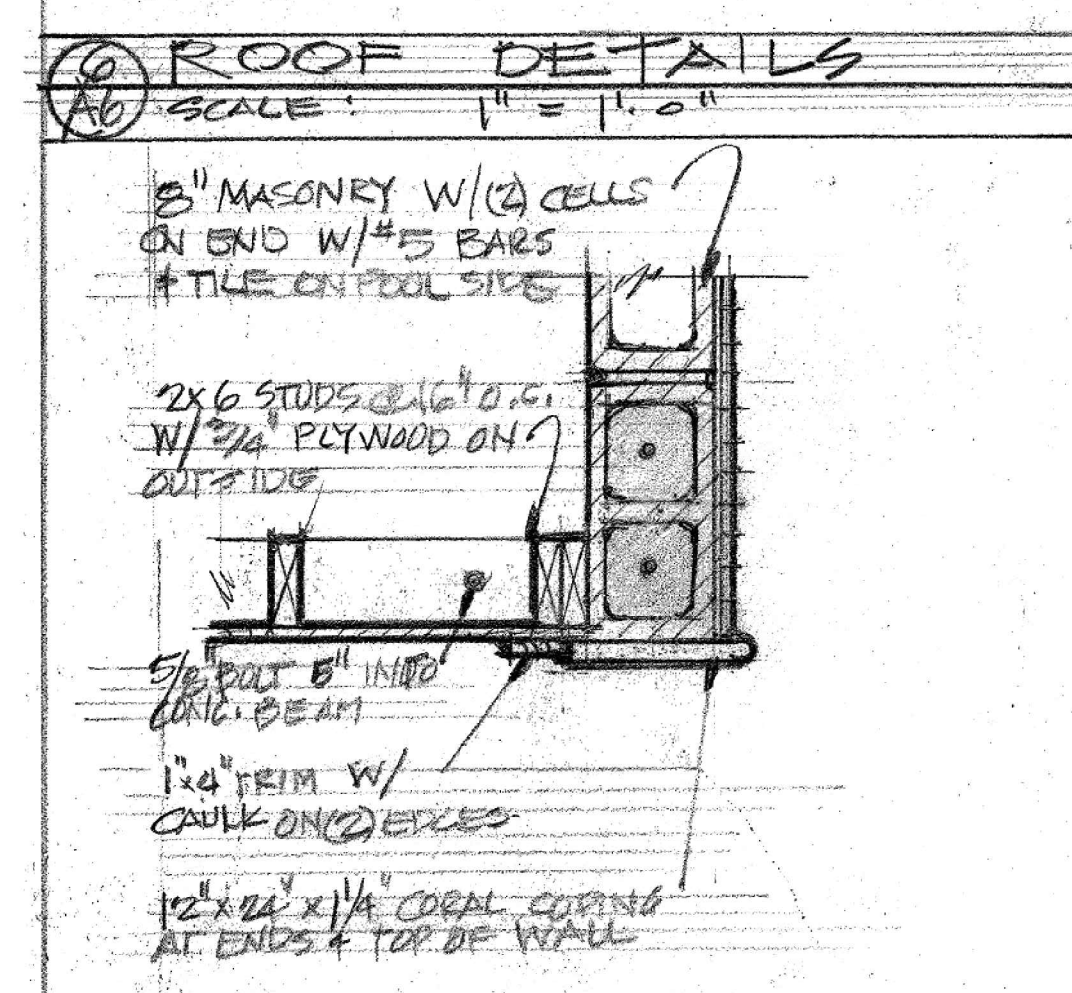 6 ROOF DETAILS
A6 SCALE: 1" = 1'-0"
8" MASONRY W/(2) CELLS
ON END W/ #5 BARS
& TILE ON POOL SIDE
2x6 STUDS @ 16" O.C.
W/ 3/4" PLYWOOD ON
OUTSIDE
5/8" BOLT 5" INTO
CONC. BEAM
1"x4" TRIM W/
CAULK ON (2) EDGES
12" x 24" x 1 1/4" CORAL COPING
AT ENDS & TOP OF WALL